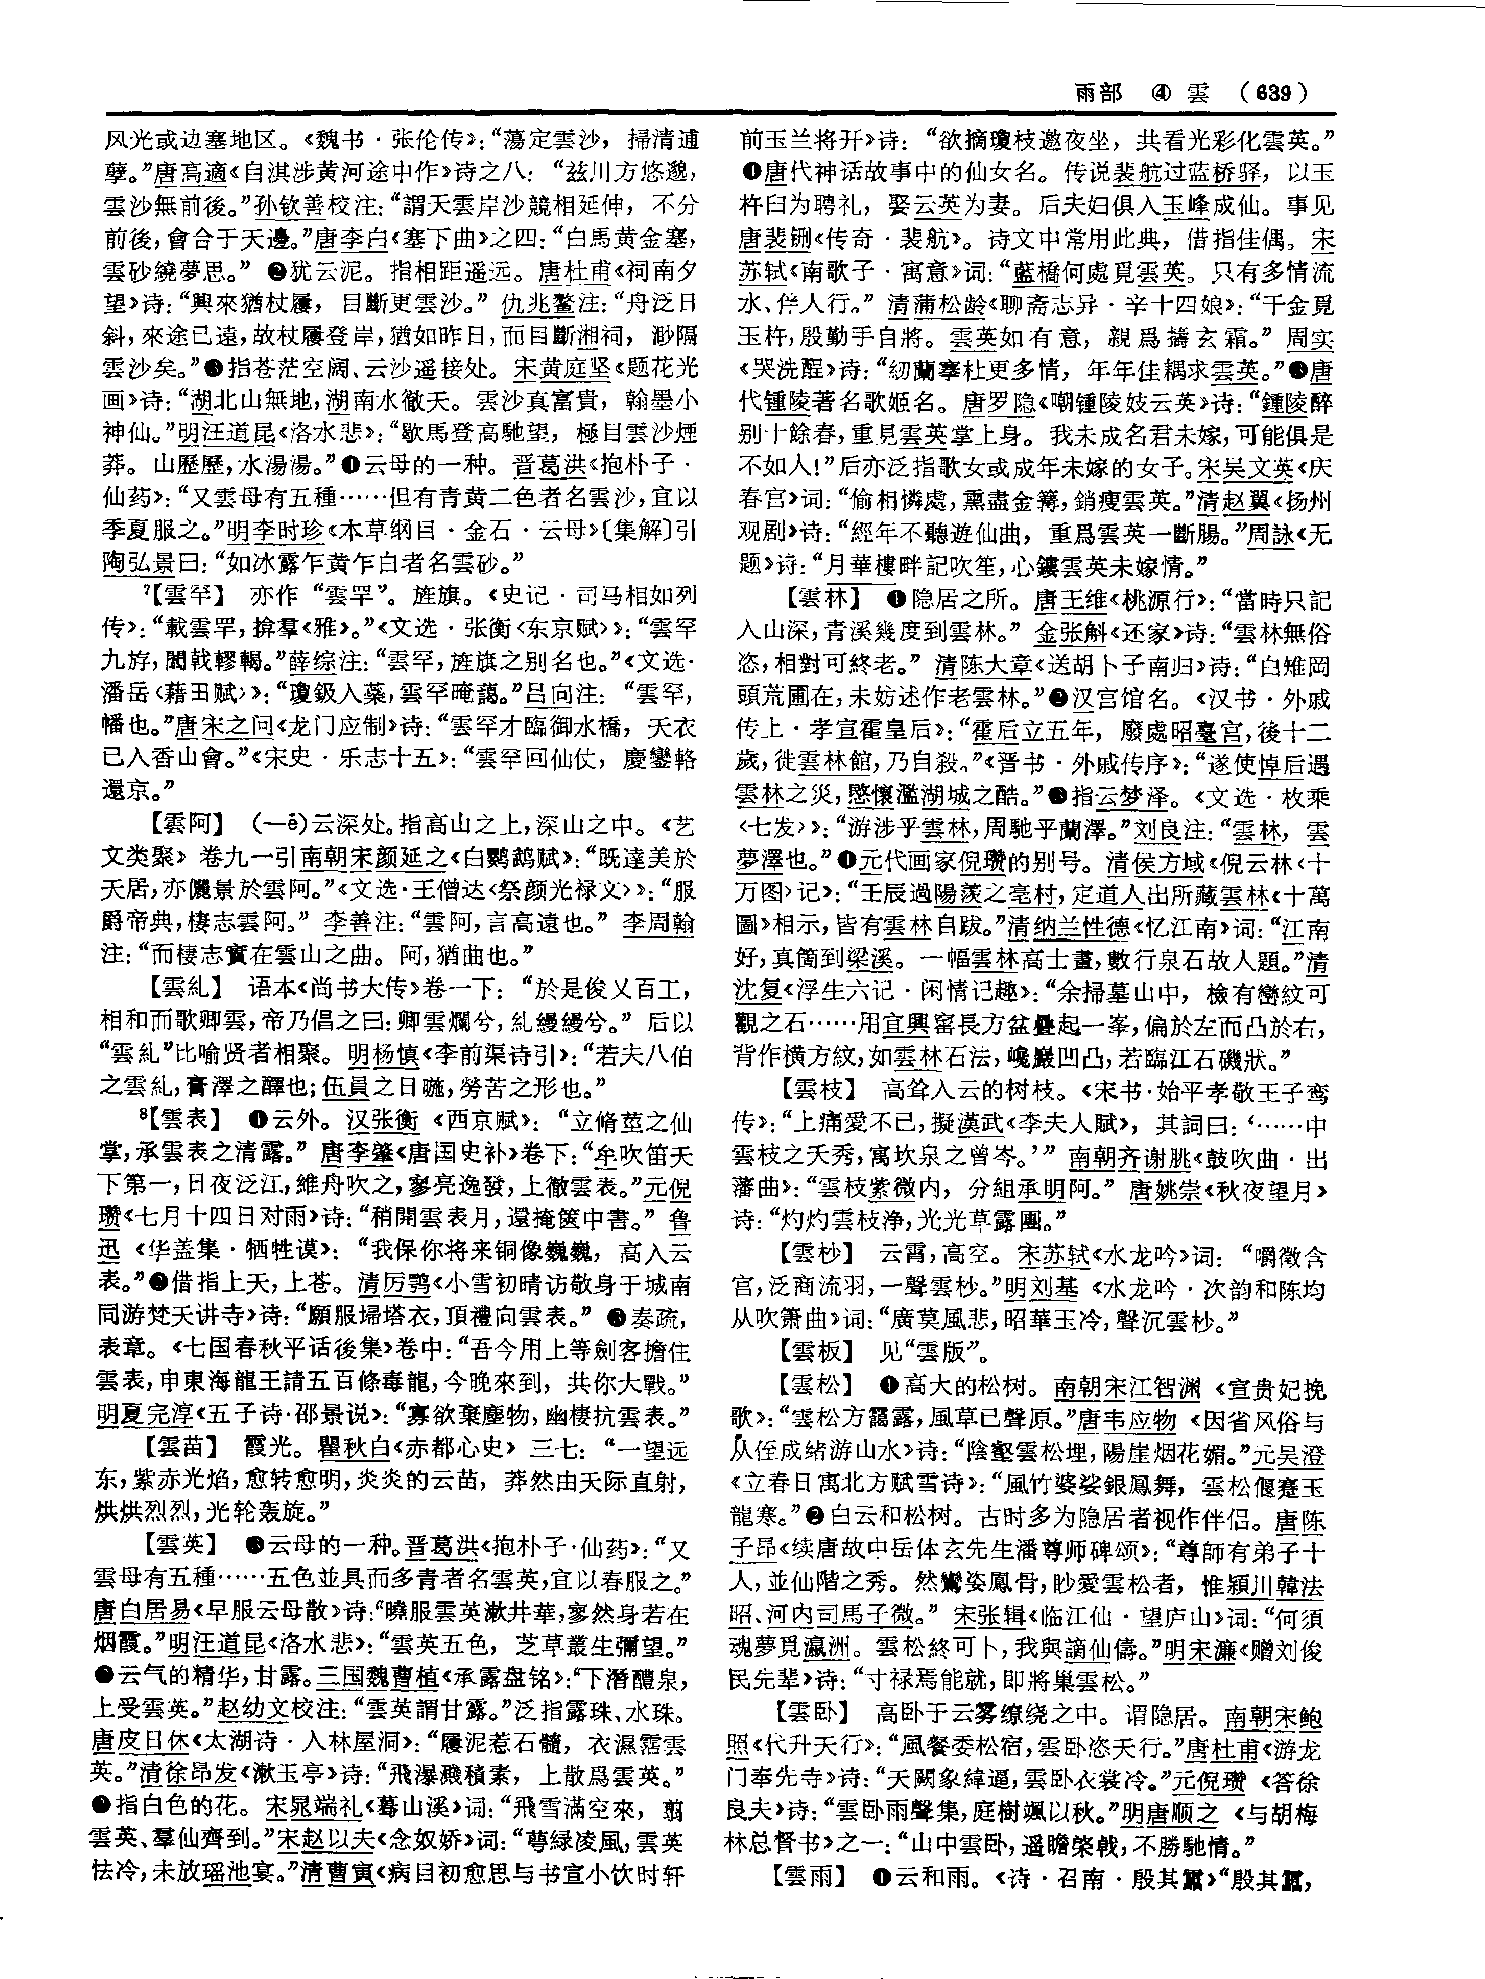 雨部　④　雲　（639）
风光或边塞地区。《魏书·张伦传》：“蕩定雲沙，掃清逋
孽。”唐高適《自淇涉黄河途中作》诗之八：“茲川方悠邈，
雲沙無前後。”孙钦善校注：“謂天雲岸沙競相延伸，不分
前後，會合于天邊。”唐李白《塞下曲》之四：“白馬黄金塞，
雲砂繞夢思。”❷犹云泥。指相距遥远。唐杜甫《祠南夕
望》诗：“興來猶杖屨，目斷更雲沙。”仇兆鳌注：“舟泛日
斜，來途已遠，故杖屨登岸，猶如昨日，而目斷湘祠，渺隔
雲沙矣。”❸指苍茫空阔、云沙遥接处。宋黄庭坚《题花光
画》诗：“湖北山無地，湖南水徹天。雲沙真富貴，翰墨小
神仙。”明汪道昆《洛水悲》：“歇馬登高馳望，極目雲沙煙
莽。山歷歷，水湯湯。”❹云母的一种。晋葛洪《抱朴子·
仙药》：“又雲母有五種……但有青黄二色者名雲沙，宜以
季夏服之。”明李时珍《本草纲目·金石·云母》〔集解〕引
陶弘景曰：“如冰露乍黄乍白者名雲砂。”
⁷【雲罕】　亦作“雲罕”。旌旗。《史记·司马相如列
传》：“載雲罕，揜羣《雅》。”《文选·张衡〈东京赋〉》：“雲罕
九斿，闟戟轇輵。”薛综注：“雲罕，旌旗之别名也。”《文选·
潘岳〈藉田赋〉》：“瓊鈒入蘂，雲罕晻藹。”吕向注：“雲罕，
幡也。”唐宋之问《龙门应制》诗：“雲罕才臨御水橋，天衣
已入香山會。”《宋史·乐志十五》：“雲罕回仙仗，慶鑾輅
還京。”
【雲阿】　（—ē）云深处。指高山之上，深山之中。《艺
文类聚》卷九一引南朝宋颜延之《白鹦鹉赋》：“既達美於
天居，亦儷景於雲阿。”《文选·王僧达〈祭颜光禄文〉》：“服
爵帝典，棲志雲阿。”李善注：“雲阿，言高遠也。”李周翰
注：“而棲志實在雲山之曲。阿，猶曲也。”
【雲糺】　语本《尚书大传》卷一下：“於是俊乂百工，
相和而歌卿雲，帝乃倡之曰：卿雲爛兮，糺縵縵兮。”后以
“雲糺”比喻贤者相聚。明杨慎《李前渠诗引》：“若夫八伯
之雲糺，膏澤之醳也；伍員之日暆，勞苦之形也。”
⁸【雲表】　❶云外。汉张衡《西京赋》：“立脩莖之仙
掌，承雲表之清露。”唐李肇《唐国史补》卷下：“牟吹笛天
下第一，日夜泛江，維舟吹之，寥亮逸發，上徹雲表。”元倪
瓒《七月十四日对雨》诗：“稍開雲表月，還掩篋中書。”鲁
迅《华盖集·牺牲谟》：“我保你将来铜像巍巍，高入云
表。”❷借指上天，上苍。清厉鹗《小雪初晴访敬身于城南
同游梵天讲寺》诗：“願服埽塔衣，頂禮向雲表。”❸奏疏，
表章。《七国春秋平话後集》卷中：“吾今用上等劍客擔住
雲表，申東海龍王請五百條毒龍，今晚來到，共你大戰。”
明夏完淳《五子诗·邵景说》：“寡欲棄塵物，幽棲抗雲表。”
【雲苗】　霞光。瞿秋白《赤都心史》三七：“一望远
东，紫赤光焰，愈转愈明，炎炎的云苗，莽然由天际直射，
烘烘烈烈，光轮轰旋。”
【雲英】　❶云母的一种。晋葛洪《抱朴子·仙药》：“又
雲母有五種……五色並具而多青者名雲英，宜以春服之。”
唐白居易《早服云母散》诗：“曉服雲英漱井華，寥然身若在
烟霞。”明汪道昆《洛水悲》：“雲英五色，芝草叢生彌望。”
❷云气的精华，甘露。三国魏曹植《承露盘铭》：“下潛醴泉，
上受雲英。”赵幼文校注：“雲英謂甘露。”泛指露珠、水珠。
唐皮日休《太湖诗·入林屋洞》：“屨泥惹石髓，衣濕霑雲
英。”清徐昂发《漱玉亭》诗：“飛瀑濺積素，上散爲雲英。”
❸指白色的花。宋晁端礼《蓦山溪》词：“飛雪滿空來，剪
雲英、羣仙齊到。”宋赵以夫《念奴娇》词：“萼緑凌風，雲英
怯冷，未放瑶池宴。”清曹寅《病目初愈思与书宣小饮时轩
前玉兰将开》诗：“欲摘瓊枝邀夜坐，共看光彩化雲英。”
❹唐代神话故事中的仙女名。传说裴航过蓝桥驿，以玉
杵臼为聘礼，娶云英为妻。后夫妇俱入玉峰成仙。事见
唐裴铏《传奇·裴航》。诗文中常用此典，借指佳偶。宋
苏轼《南歌子·寓意》词：“藍橋何處覓雲英。只有多情流
水、伴人行。”清蒲松龄《聊斋志异·辛十四娘》：“千金覓
玉杵，殷勤手自將。雲英如有意，親爲擣玄霜。”周实
《哭洗醒》诗：“紉蘭搴杜更多情，年年佳耦求雲英。”❺唐
代锺陵著名歌姬名。唐罗隐《嘲锺陵妓云英》诗：“鍾陵醉
别十餘春，重見雲英掌上身。我未成名君未嫁，可能俱是
不如人！”后亦泛指歌女或成年未嫁的女子。宋吴文英《庆
春宫》词：“偷相憐處，熏盡金篝，銷瘦雲英。”清赵翼《扬州
观剧》诗：“經年不聽遊仙曲，重爲雲英一斷腸。”周詠《无
题》诗：“月華樓畔記吹笙，心鏤雲英未嫁情。”
【雲林】　❶隐居之所。唐王维《桃源行》：“當時只記
入山深，青溪幾度到雲林。”金张斛《还家》诗：“雲林無俗
恣，相對可終老。”清陈大章《送胡卜子南归》诗：“白雉岡
頭荒圃在，未妨述作老雲林。”❷汉宫馆名。《汉书·外戚
传上·孝宣霍皇后》：“霍后立五年，廢處昭臺宫，後十二
歲，徙雲林館，乃自殺。”《晋书·外戚传序》：“遂使悼后遇
雲林之災，愍懷濫湖城之酷。”❸指云梦泽。《文选·枚乘
〈七发〉》：“游涉乎雲林，周馳乎蘭澤。”刘良注：“雲林，雲
夢澤也。”❹元代画家倪瓒的别号。清侯方域《倪云林〈十
万图〉记》：“壬辰過陽羨之亳村，定道人出所藏雲林《十萬
圖》相示，皆有雲林自跋。”清纳兰性德《忆江南》词：“江南
好，真箇到梁溪。一幅雲林高士畫，數行泉石故人題。”清
沈复《浮生六记·闲情记趣》：“余掃墓山中，檢有巒紋可
觀之石……用宜興窰長方盆疊起一峯，偏於左而凸於右，
背作横方紋，如雲林石法，巉巖凹凸，若臨江石磯狀。”
【雲枝】　高耸入云的树枝。《宋书·始平孝敬王子鸾
传》：“上痛愛不已，擬漢武《李夫人賦》，其詞曰：‘……中
雲枝之夭秀，寓坎泉之曾岑。’”南朝齐谢朓《鼓吹曲·出
藩曲》：“雲枝紫微内，分組承明阿。”唐姚崇《秋夜望月》
诗：“灼灼雲枝净，光光草露團。”
【雲杪】　云霄，高空。宋苏轼《水龙吟》词：“嚼徵含
宫，泛商流羽，一聲雲杪。”明刘基《水龙吟·次韵和陈均
从吹箫曲》词：“廣莫風悲，昭華玉冷，聲沉雲杪。”
【雲板】　见“雲版”。
【雲松】　❶高大的松树。南朝宋江智渊《宣贵妃挽
歌》：“雲松方靄露，風草已聲原。”唐韦应物《因省风俗与
从侄成绪游山水》诗：“陰壑雲松埋，陽崖烟花媚。”元吴澄
《立春日寓北方赋雪诗》：“風竹婆娑銀鳳舞，雲松偃蹇玉
龍寒。”❷白云和松树。古时多为隐居者视作伴侣。唐陈
子昂《续唐故中岳体玄先生潘尊师碑颂》：“尊師有弟子十
人，並仙階之秀。然鸞姿鳳骨，眇愛雲松者，惟潁川韓法
昭、河内司馬子微。”宋张辑《临江仙·望庐山》词：“何須
魂夢覓瀛洲。雲松終可卜，我與謫仙儔。”明宋濂《赠刘俊
民先辈》诗：“寸禄焉能就，即將巢雲松。”
【雲卧】　高卧于云雾缭绕之中。谓隐居。南朝宋鲍
照《代升天行》：“風餐委松宿，雲卧恣天行。”唐杜甫《游龙
门奉先寺》诗：“天闕象緯逼，雲卧衣裳冷。”元倪瓒《答徐
良夫》诗：“雲卧雨聲集，庭樹颯以秋。”明唐顺之《与胡梅
林总督书》之一：“山中雲卧，遥瞻棨戟，不勝馳情。”
【雲雨】　❶云和雨。《诗·召南·殷其靁》“殷其靁，